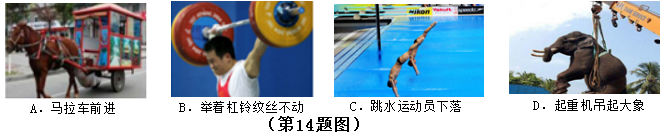 Nikon
A．马拉车前进
B．举着杠铃纹丝不动
C．跳水运动员下落
D．起重机吊起大象
（第14题图）